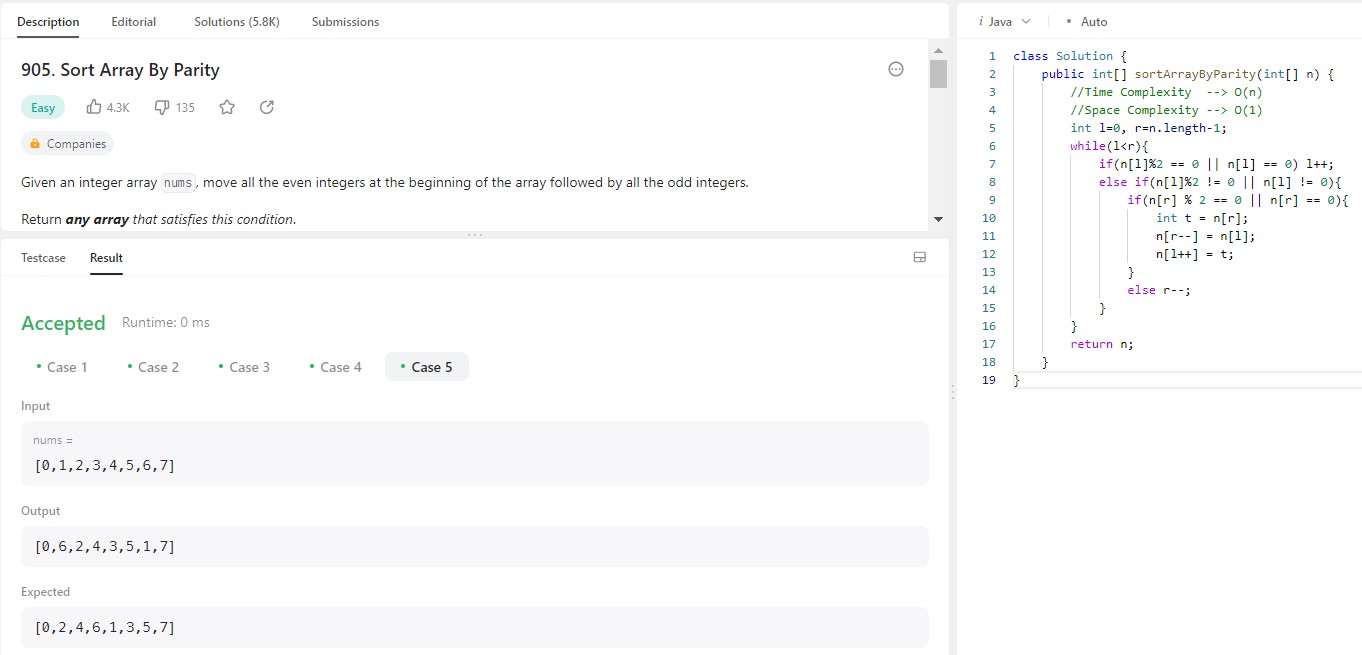 Description Editorial Solutions (5.8K) Submissions
905. Sort Array By Parity
Easy 4.3K 135
Companies
Given an integer array nums, move all the even integers at the beginning of the array followed by all the odd integers.
Return any array that satisfies this condition.
Testcase Result
Accepted Runtime: 0 ms
• Case 1 • Case 2 • Case 3 • Case 4 • Case 5
Input
nums =
[0,1,2,3,4,5,6,7]
Output
[0,6,2,4,3,5,1,7]
Expected
[0,2,4,6,1,3,5,7]
i Java • Auto
1 class Solution {
2 public int[] sortArrayByParity(int[] n) {
3 //Time Complexity --> O(n)
4 //Space Complexity --> O(1)
5 int l=0, r=n.length-1;
6 while(l<r){
7 if(n[l]%2 == 0 || n[l] == 0) l++;
8 else if(n[l]%2 != 0 || n[l] != 0){
9 if(n[r] % 2 == 0 || n[r] == 0){
10 int t = n[r];
11 n[r--] = n[l];
12 n[l++] = t;
13 }
14 else r--;
15 }
16 }
17 return n;
18 }
19 }